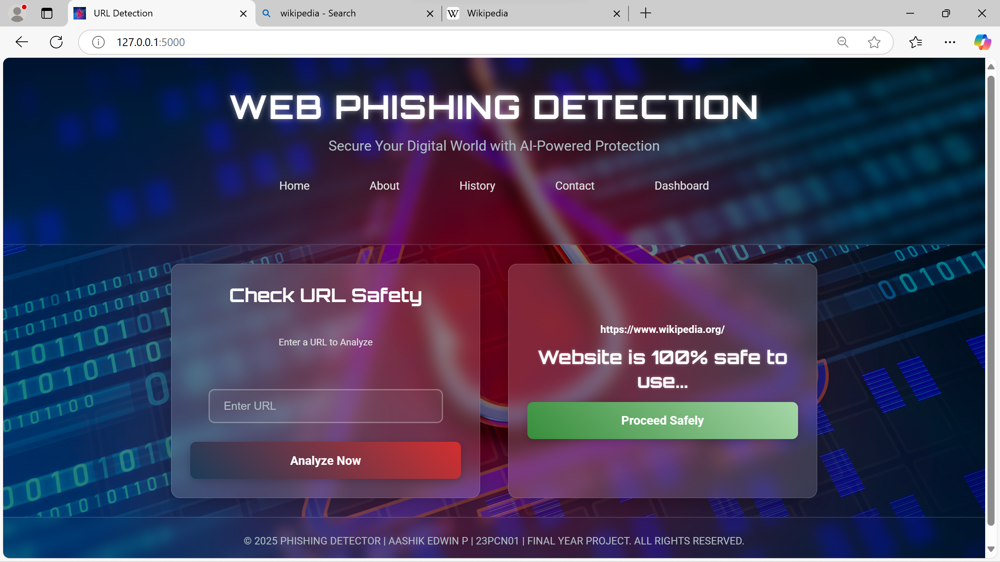 URL Detection
wikipedia - Search
Wikipedia
127.0.0.1:5000
WEB PHISHING DETECTION
Secure Your Digital World with AI-Powered Protection
Home
About
History
Contact
Dashboard
Check URL Safety
Enter a URL to Analyze
Enter URL
Analyze Now
https://www.wikipedia.org/
Website is 100% safe to
use...
Proceed Safely
© 2025 PHISHING DETECTOR | AASHIK EDWIN P | 23PCN01 | FINAL YEAR PROJECT. ALL RIGHTS RESERVED.